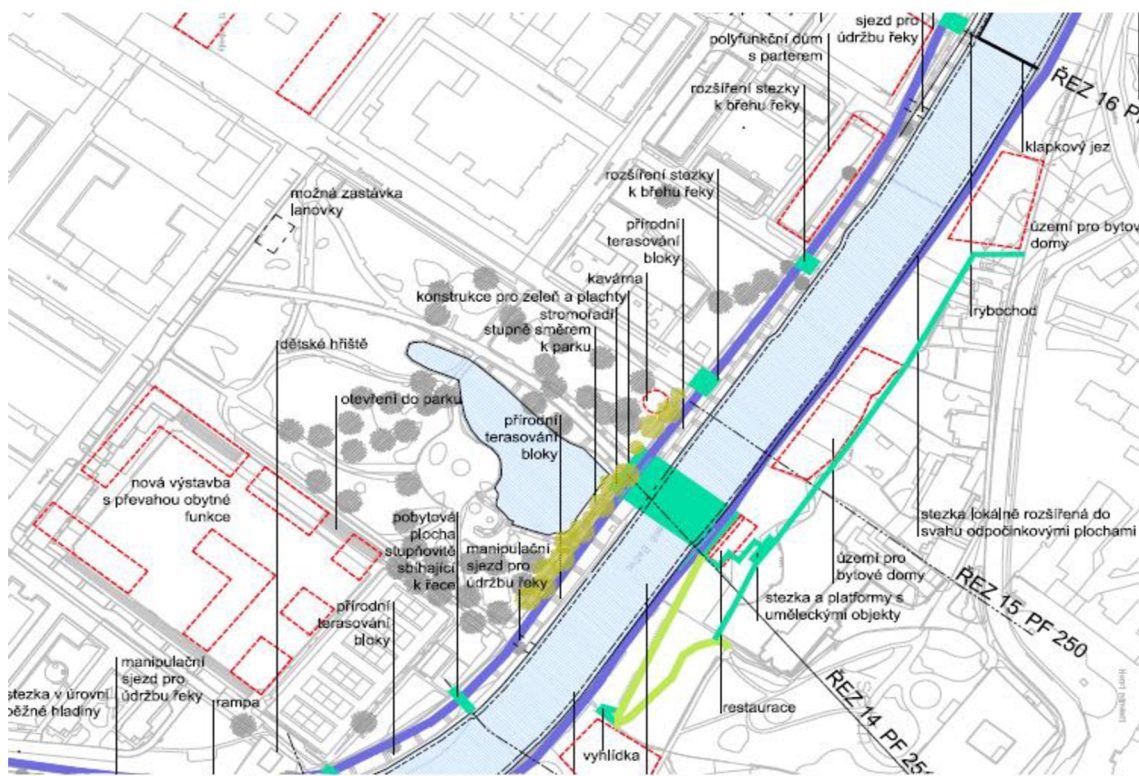 sjezd pro
údržbu řeky
polyfunkční dům
s parterem
rozšíření stezky
k břehu řeky
ŘEZ 16 PF
klapkový jez
rozšíření stezky
k břehu řeky
možná zastávka
lanovky
přírodní
terasování
bloky
území pro bytov
domy
kavárna
konstrukce pro zeleň a plachty
stromořadí
stupně směrem
k parku
rybochod
dětské hřiště
otevření do parku
přírodní
terasování
bloky
nová výstavba
s převahou obytné
funkce
pobytová
plocha
stupňovitě
sbíhající
k řece
manipulační
sjezd pro
údržbu řeky
stezka lokálně rozšířená do
svahu odpočinkovými plochami
území pro
bytové domy
stezka a platformy s
uměleckými objekty
ŘEZ 15 PF 250
přírodní
terasování
bloky
manipulační
sjezd pro
údržbu řeky
stezka v úrovni
běžné hladiny
rampa
restaurace
ŘEZ 14 PF 25
vyhlídka